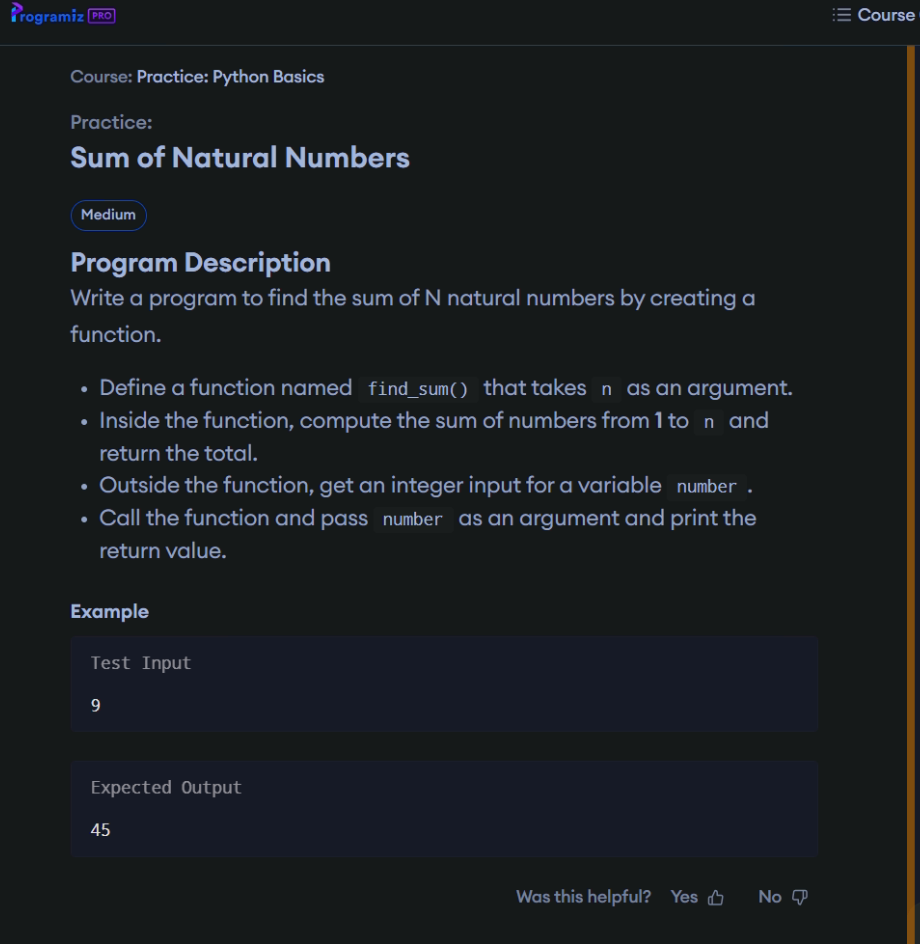 Programiz PRO
Course
Course: Practice: Python Basics
Practice:
Sum of Natural Numbers
Medium
Program Description
Write a program to find the sum of N natural numbers by creating a
function.
• Define a function named find_sum() that takes n as an argument.
• Inside the function, compute the sum of numbers from 1 to n and
return the total.
• Outside the function, get an integer input for a variable number .
• Call the function and pass number as an argument and print the
return value.
Example
Test Input
9
Expected Output
45
Was this helpful? Yes No